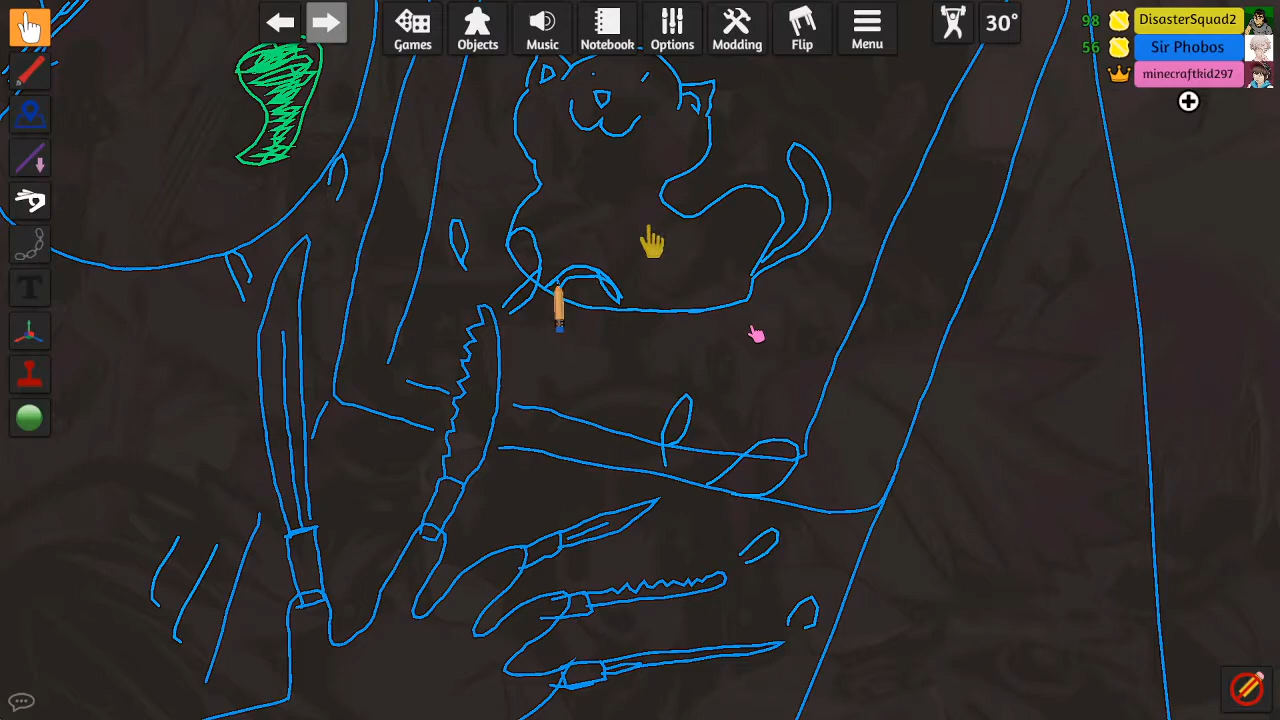 Games Objects Music Notebook Options Modding Flip Menu 30°
98 DisasterSquad2
56 Sir Phobos
minecraftkid297
T